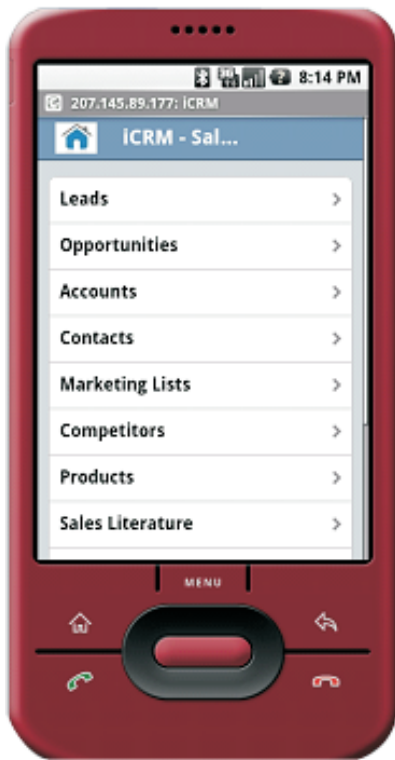 8:14 PM
207.145.89.177: iCRM
iCRM - Sal...
Leads
Opportunities
Accounts
Contacts
Marketing Lists
Competitors
Products
Sales Literature
MENU